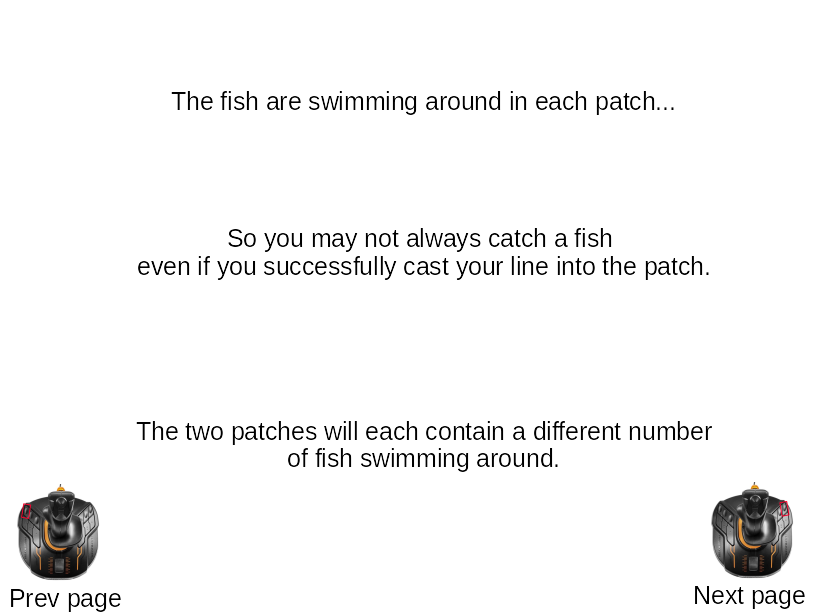 The fish are swimming around in each patch...
So you may not always catch a fish
even if you successfully cast your line into the patch.
The two patches will each contain a different number
of fish swimming around.
Prev page
Next page